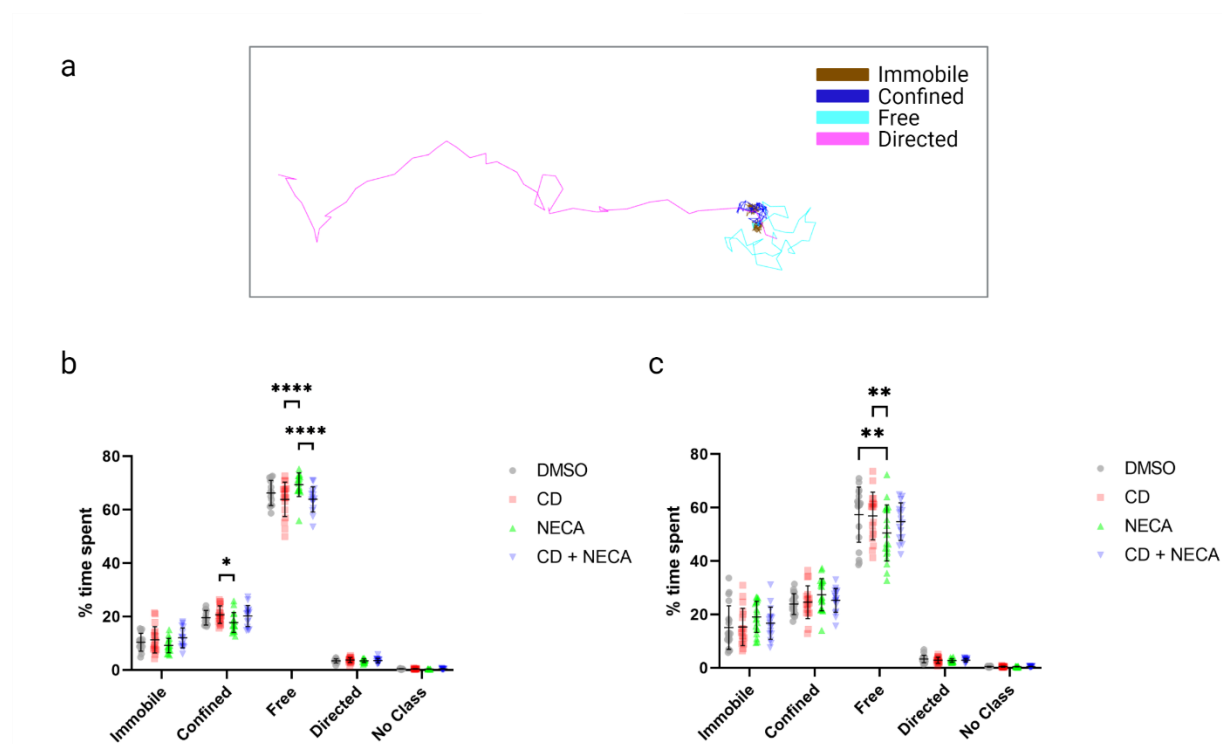 a
Immobile
Confined
Free
Directed
b
****
****
*
80
60
40
20
0
% time spent
Immobile
Confined
Free
Directed
No Class
DMSO
CD
NECA
CD + NECA
c
**
**
80
60
40
20
0
% time spent
Immobile
Confined
Free
Directed
No Class
DMSO
CD
NECA
CD + NECA